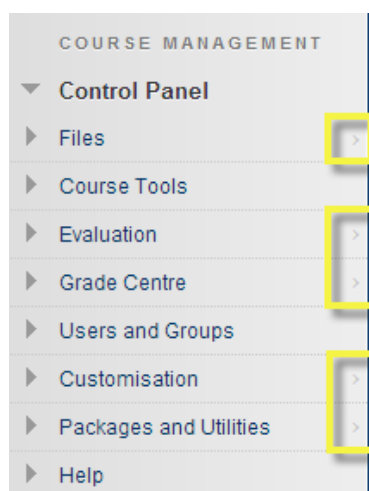 COURSE MANAGEMENT
Control Panel
Files
Course Tools
Evaluation
Grade Centre
Users and Groups
Customisation
Packages and Utilities
Help